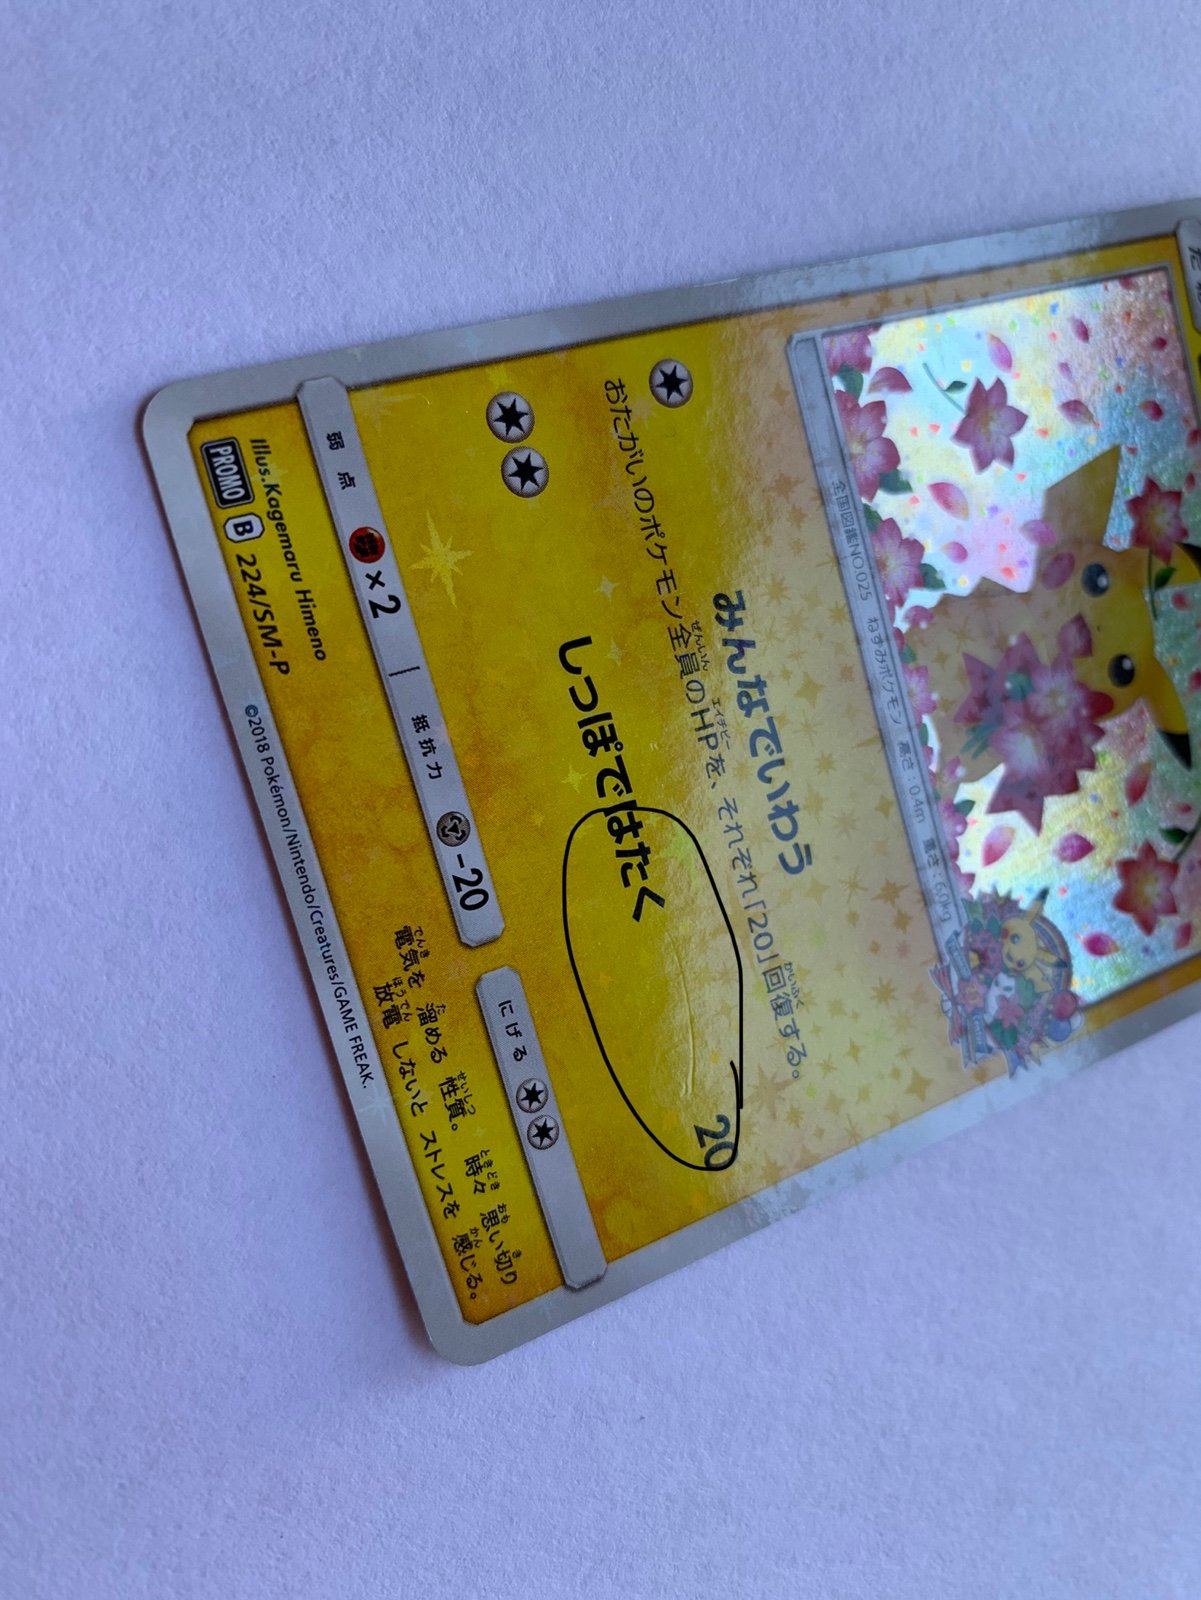 全国図鑑NO.025 ねずみポケモン 高さ:0.4m 重さ:6.0kg
みんなでいわう
おたがいのポケモン全員のHPを、それぞれ「20」回復する。
しっぽではたく 20
弱点 ×2 抵抗力 -20 にげる
Illus.Kagemaru Himeno
PROMO B 224/SM-P
電気を 溜める 性質。 時々 思い切り
放電 しないと ストレスを 感じる。
©2018 Pokémon/Nintendo/Creatures/GAME FREAK.